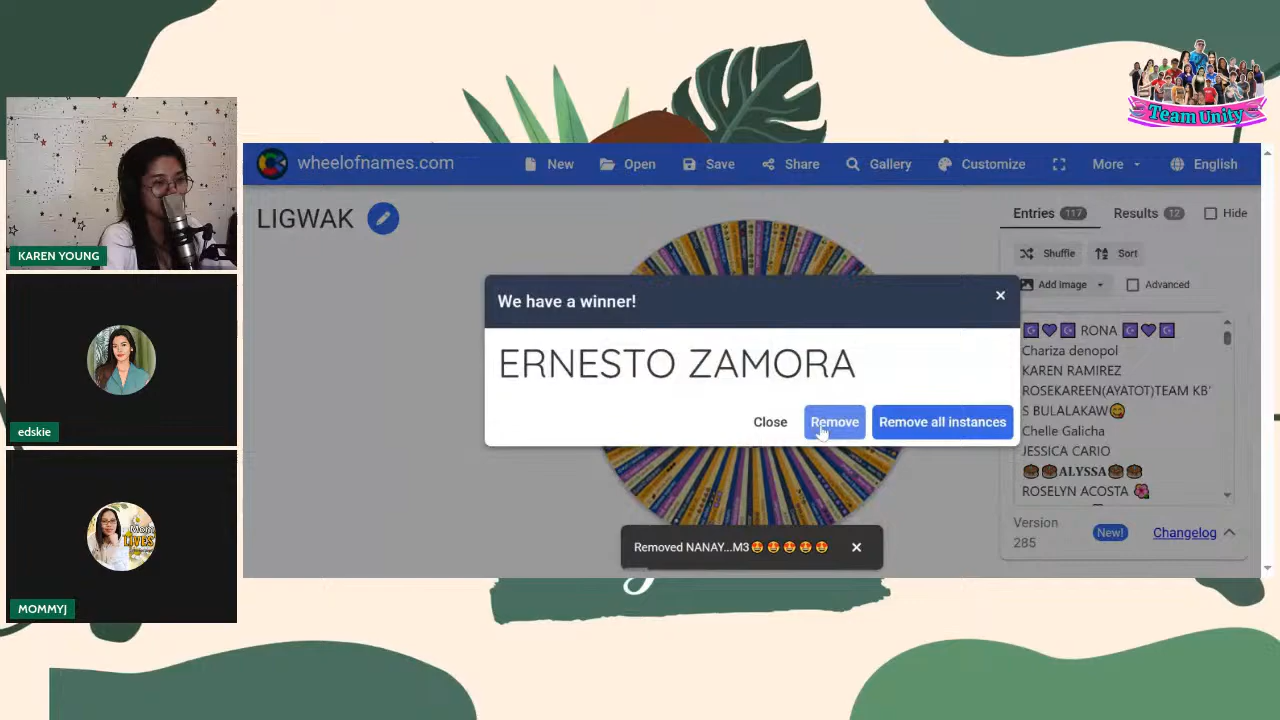 Team Unity
KAREN YOUNG
edskie
MOMMYJ
wheelofnames.com
New
Open
Save
Share
Gallery
Customize
More
English
LIGWAK
Entries 117
Results 12
Hide
Shuffle
Sort
Add image
Advanced
We have a winner!
×
ERNESTO ZAMORA
Close
Remove
Remove all instances
☪️💜☪️ RONA ☪️💜☪️
Chariza denopol
KAREN RAMIREZ
ROSEKAREEN(AYATOT)TEAM KB'
S BULALAKAW😋
Chelle Galicha
JESSICA CARIO
🍔🍔𝐀𝐋𝐘𝐒𝐒𝐀🍔🍔
ROSELYN ACOSTA 🌺
Version
285
New!
Changelog
Removed NANAY...M3🤩🤩🤩🤩🤩